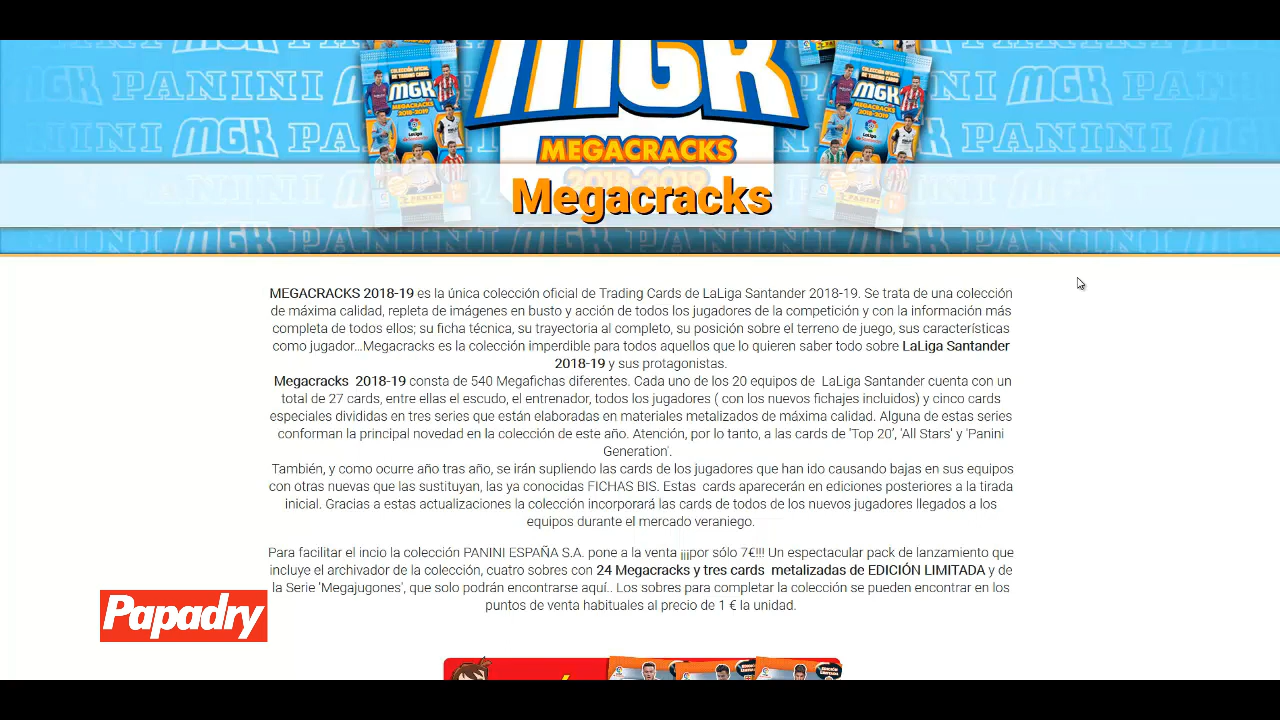 MGK
MEGACRACKS
2018-2019
Megacracks
MEGACRACKS 2018-19 es la única colección oficial de Trading Cards de LaLiga Santander 2018-19. Se trata de una colección
de máxima calidad, repleta de imágenes en busto y acción de todos los jugadores de la competición y con la información más
completa de todos ellos; su ficha técnica, su trayectoria al completo, su posición sobre el terreno de juego, sus características
como jugador...Megacracks es la colección imperdible para todos aquellos que lo quieren saber todo sobre LaLiga Santander
2018-19 y sus protagonistas.
Megacracks 2018-19 consta de 540 Megafichas diferentes. Cada uno de los 20 equipos de LaLiga Santander cuenta con un
total de 27 cards, entre ellas el escudo, el entrenador, todos los jugadores ( con los nuevos fichajes incluidos) y cinco cards
especiales divididas en tres series que están elaboradas en materiales metalizados de máxima calidad. Alguna de estas series
conforman la principal novedad en la colección de este año. Atención, por lo tanto, a las cards de 'Top 20', 'All Stars' y 'Panini
Generation'.
También, y como ocurre año tras año, se irán supliendo las cards de los jugadores que han ido causando bajas en sus equipos
con otras nuevas que las sustituyan, las ya conocidas FICHAS BIS. Estas cards aparecerán en ediciones posteriores a la tirada
inicial. Gracias a estas actualizaciones la colección incorporará las cards de todos de los nuevos jugadores llegados a los
equipos durante el mercado veraniego.
Para facilitar el incio la colección PANINI ESPAÑA S.A. pone a la venta ¡¡¡por sólo 7€!!! Un espectacular pack de lanzamiento que
incluye el archivador de la colección, cuatro sobres con 24 Megacracks y tres cards metalizadas de EDICIÓN LIMITADA y de
la Serie 'Megajugones', que solo podrán encontrarse aquí.. Los sobres para completar la colección se pueden encontrar en los
puntos de venta habituales al precio de 1 € la unidad.
Papadry